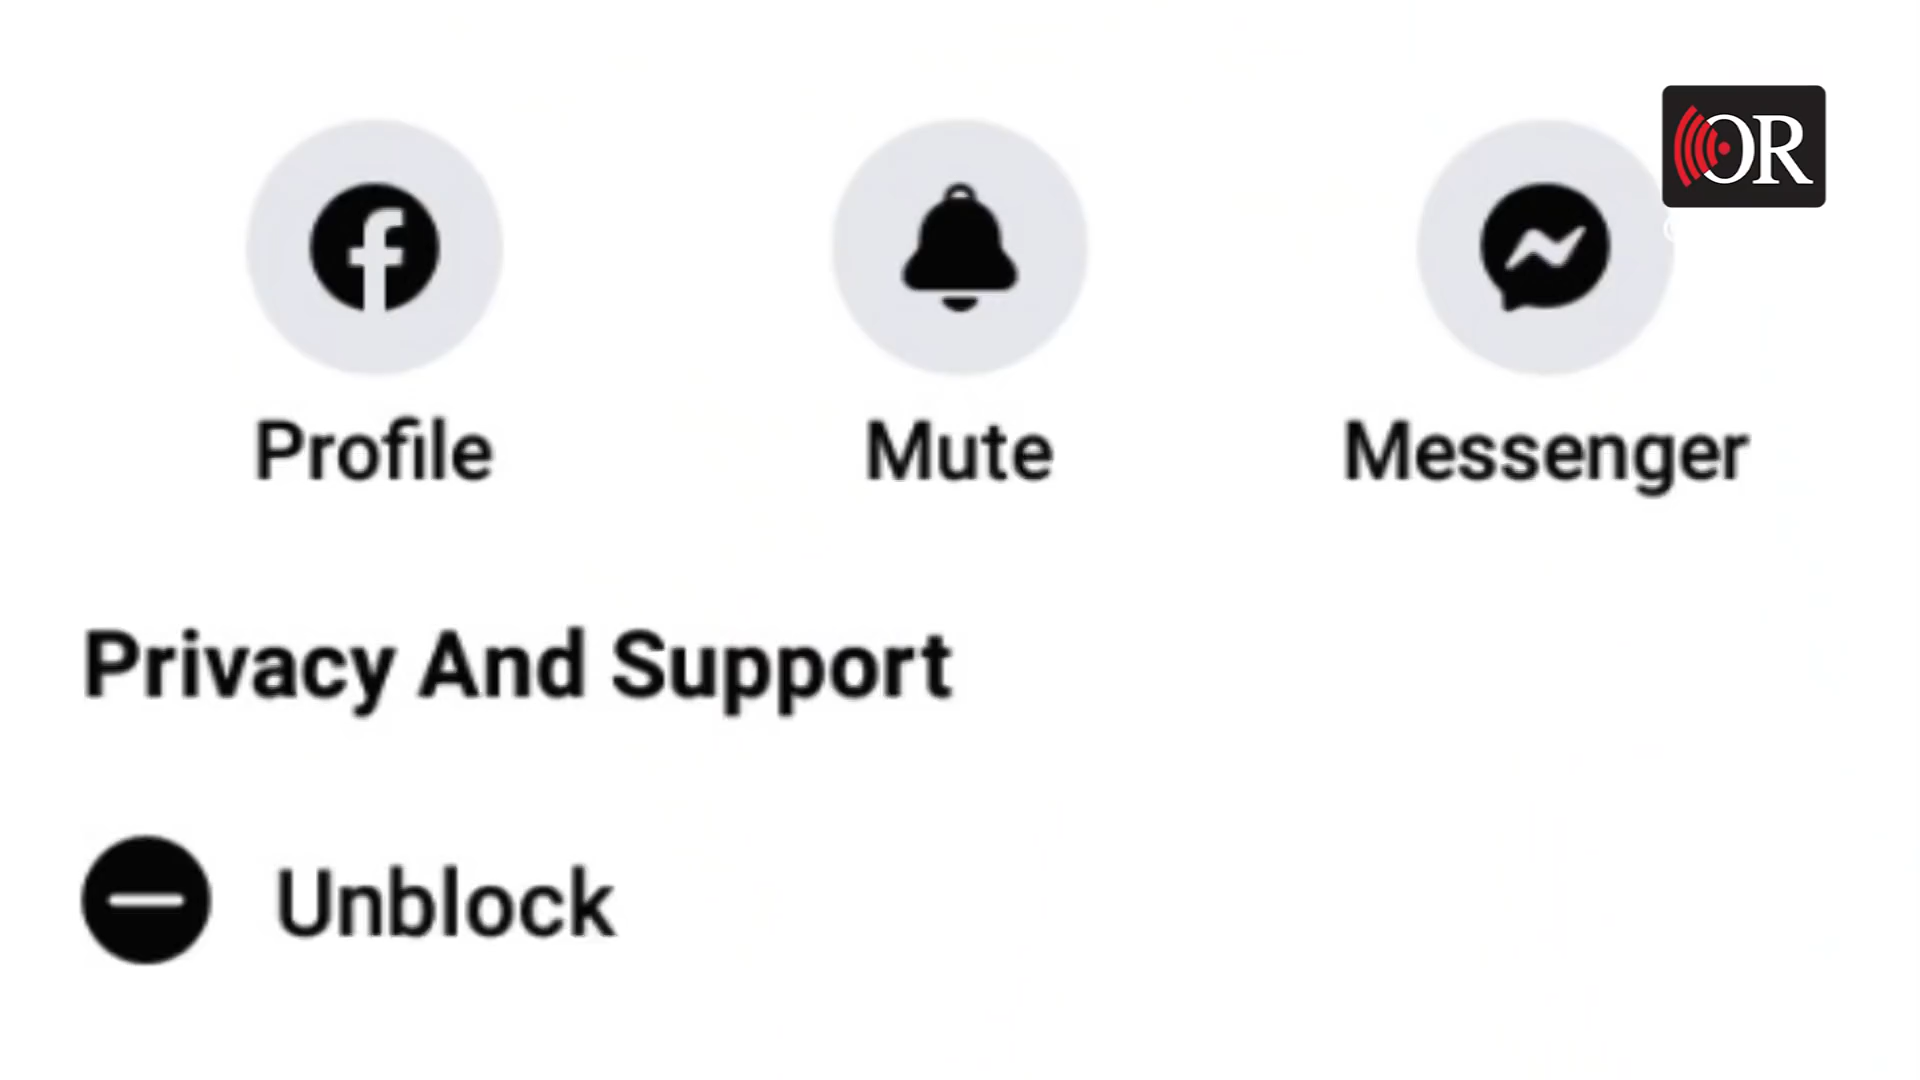 OR
Profile
Mute
Messenger
Privacy And Support
Unblock